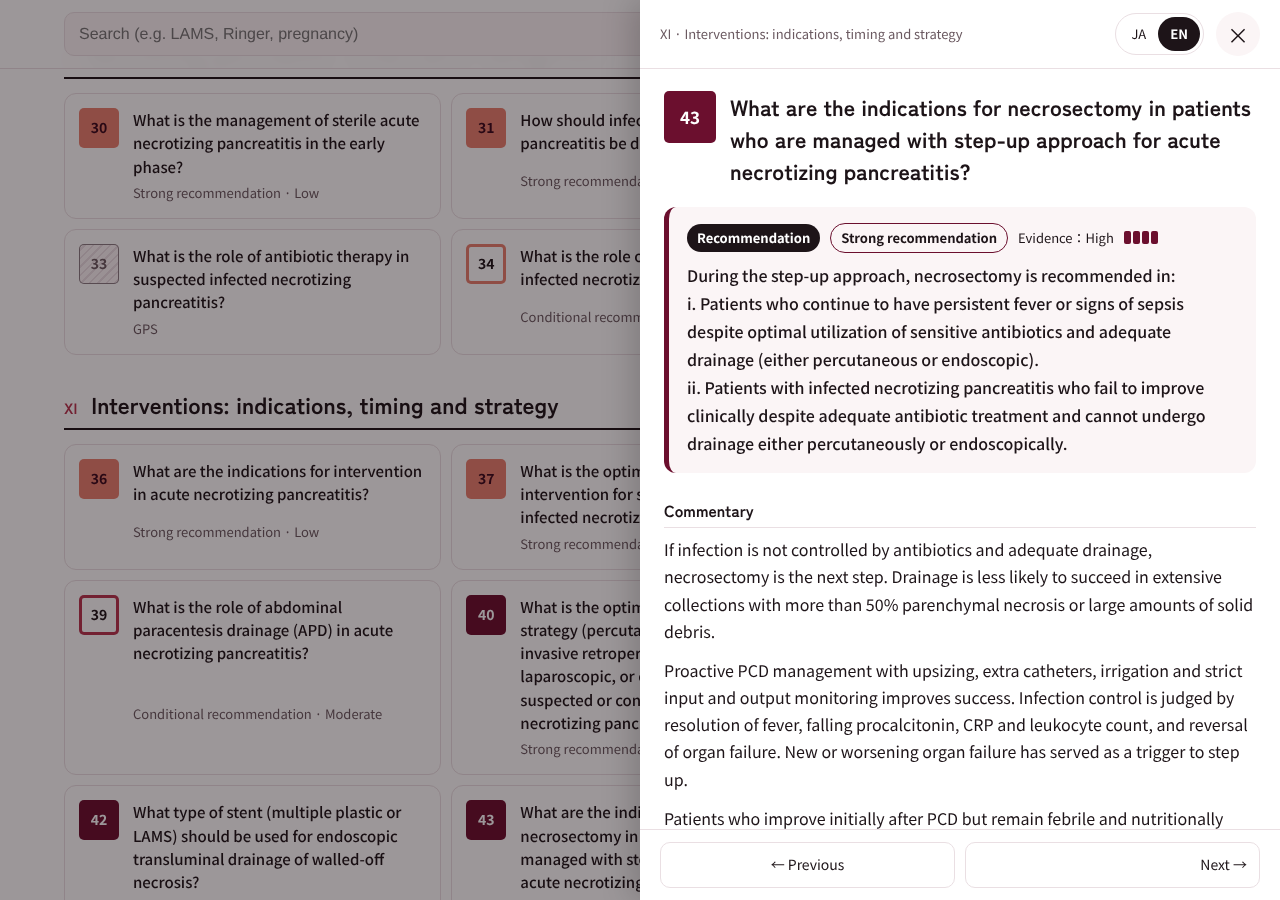 Search (e.g. LAMS, Ringer, pregnancy)
30
What is the management of sterile acute
necrotizing pancreatitis in the early
phase?
Strong recommendation · Low
31
How should infec
pancreatitis be d
Strong recommenda
33
What is the role of antibiotic therapy in
suspected infected necrotizing
pancreatitis?
GPS
34
What is the role o
infected necrotiz
Conditional recomm
XI Interventions: indications, timing and strategy
36
What are the indications for intervention
in acute necrotizing pancreatitis?
Strong recommendation · Low
37
What is the optim
intervention for s
infected necrotiz
Strong recommenda
39
What is the role of abdominal
paracentesis drainage (APD) in acute
necrotizing pancreatitis?
Conditional recommendation · Moderate
40
What is the optim
strategy (percuta
invasive retroper
laparoscopic, or
suspected or con
necrotizing panc
Strong recommenda
42
What type of stent (multiple plastic or
LAMS) should be used for endoscopic
transluminal drainage of walled-off
necrosis?
43
What are the indi
necrosectomy in
managed with st
acute necrotizing
XI · Interventions: indications, timing and strategy
JA EN
43
What are the indications for necrosectomy in patients
who are managed with step-up approach for acute
necrotizing pancreatitis?
Recommendation Strong recommendation Evidence：High
During the step-up approach, necrosectomy is recommended in:
i. Patients who continue to have persistent fever or signs of sepsis
despite optimal utilization of sensitive antibiotics and adequate
drainage (either percutaneous or endoscopic).
ii. Patients with infected necrotizing pancreatitis who fail to improve
clinically despite adequate antibiotic treatment and cannot undergo
drainage either percutaneously or endoscopically.
Commentary
If infection is not controlled by antibiotics and adequate drainage,
necrosectomy is the next step. Drainage is less likely to succeed in extensive
collections with more than 50% parenchymal necrosis or large amounts of solid
debris.
Proactive PCD management with upsizing, extra catheters, irrigation and strict
input and output monitoring improves success. Infection control is judged by
resolution of fever, falling procalcitonin, CRP and leukocyte count, and reversal
of organ failure. New or worsening organ failure has served as a trigger to step
up.
Patients who improve initially after PCD but remain febrile and nutritionally
← Previous
Next →